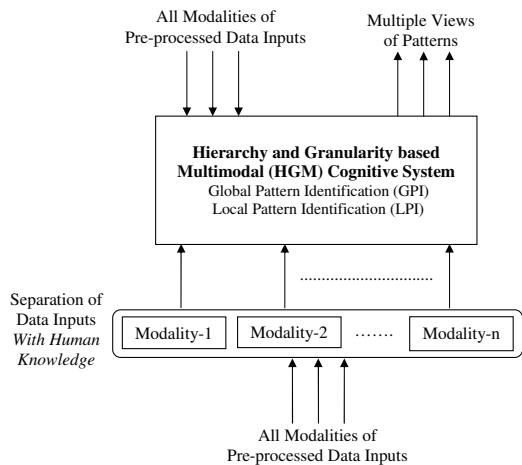 All Modalities of
Pre-processed Data Inputs
Multiple Views
of Patterns
Hierarchy and Granularity based
Multimodal (HGM) Cognitive System
Global Pattern Identification (GPI)
Local Pattern Identification (LPI)
Separation of
Data Inputs
With Human
Knowledge
Modality-1
Modality-2
.......
Modality-n
All Modalities of
Pre-processed Data Inputs